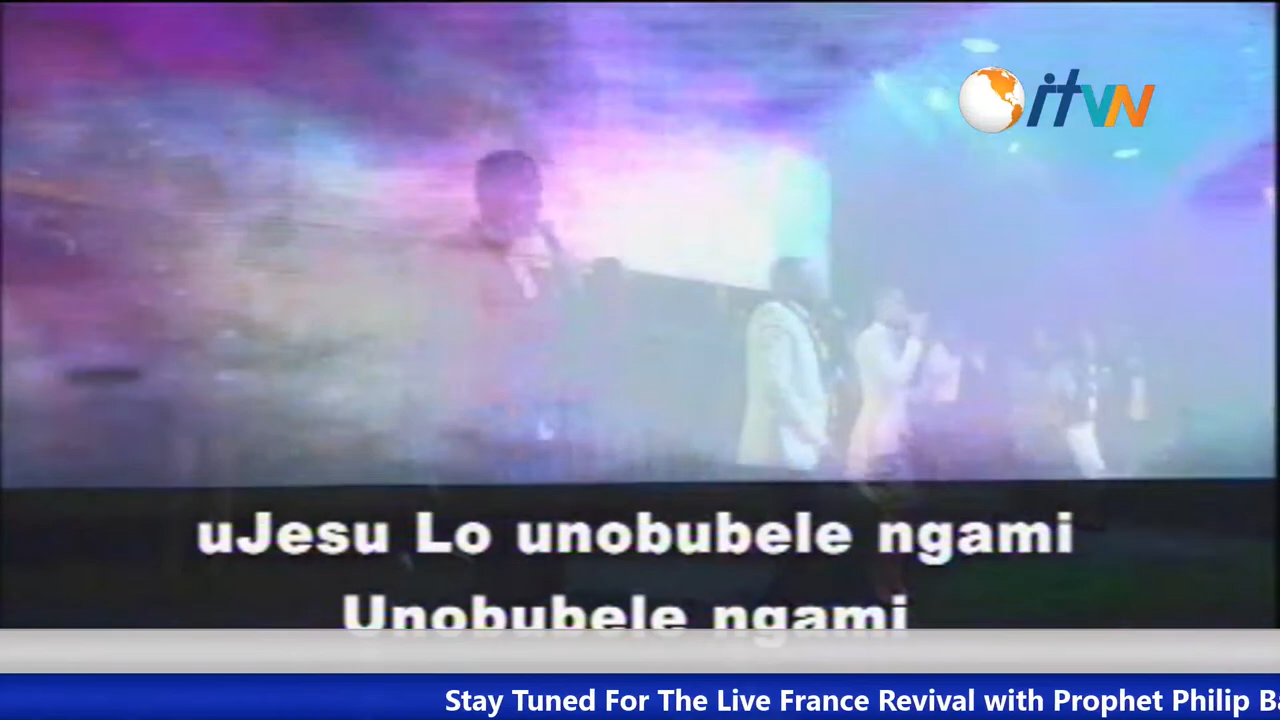 itvn
uJesu Lo unobubele ngami
Unobubele ngami
Stay Tuned For The Live France Revival with Prophet Philip